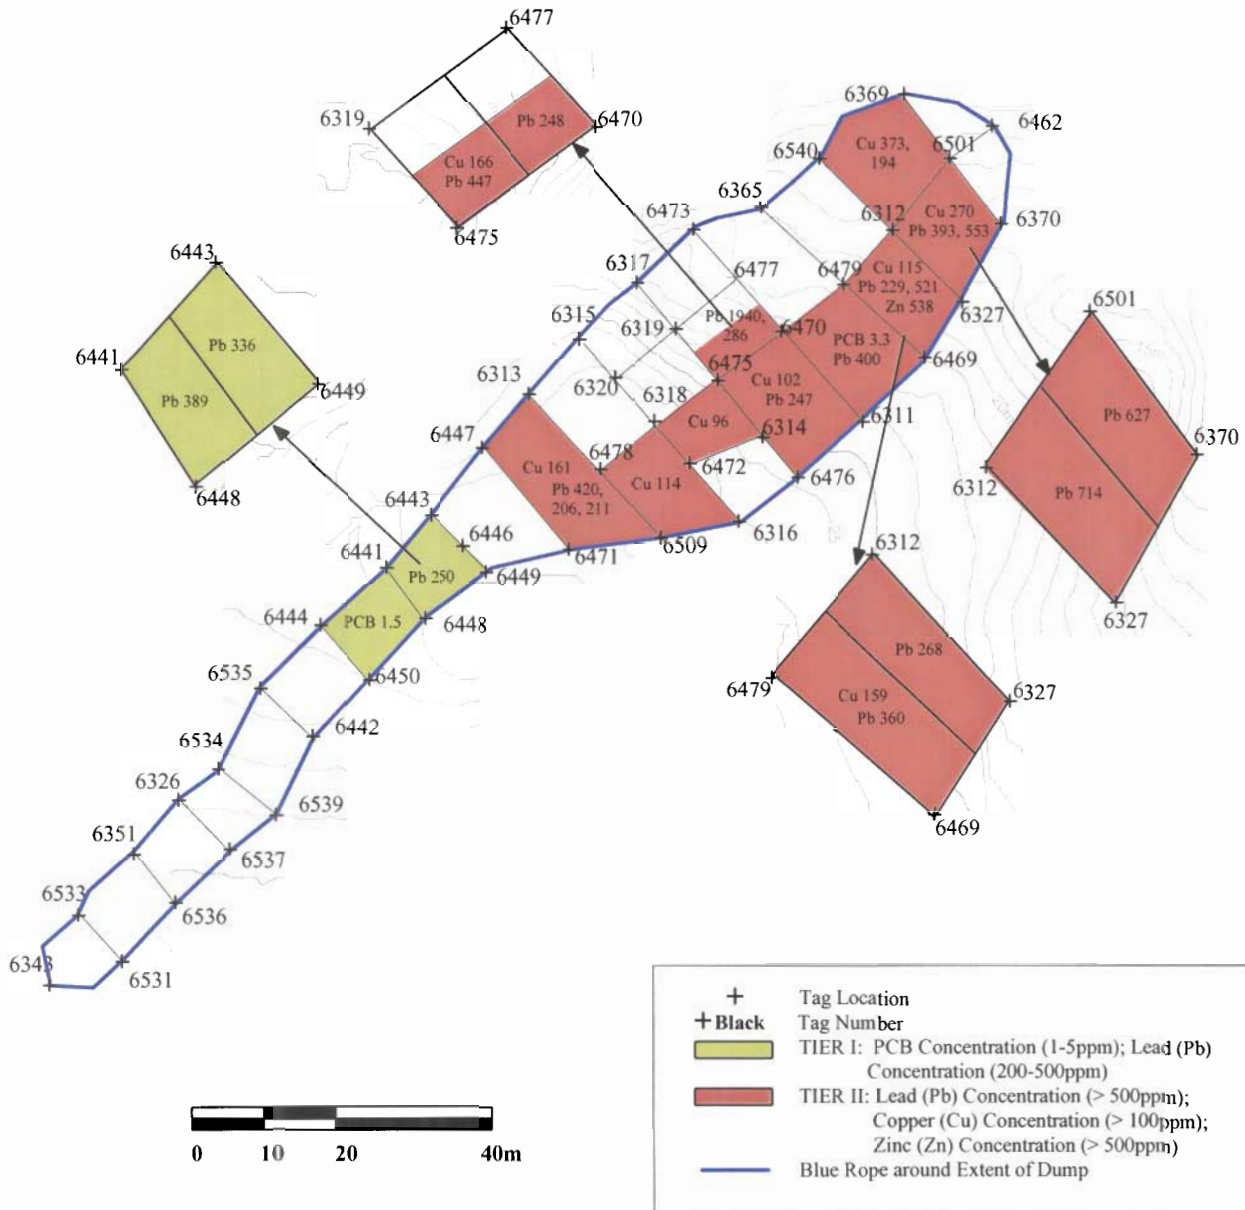 6477
6319
Pb 248
6470
Cu 166
Pb 447
6475
6369
6462
6540
Cu 373,
194
6501
6365
6312
Cu 270
Pb 393, 553
6370
6473
6443
6317
6477
6479
Cu 115
Pb 229, 521
Zn 538
6327
6501
6315
6319
Pb 1940,
286
6470
PCB 3.3
Pb 400
6469
6441
Pb 336
6449
Pb 389
6448
6313
6320
6475
Cu 102
Pb 247
6318
Cu 96
6314
6311
20m
15m
Pb 627
6370
6312
Pb 714
6327
6447
6478
6472
6476
Cu 161
Pb 420,
206, 211
Cu 114
6316
6443
6446
6471
6509
6441
Pb 250
6449
6444
PCB 1.5
6448
6312
Pb 268
6479
6327
Cu 159
Pb 360
6469
6535
6450
6442
6534
6326
6539
6351
6537
6533
6536
6343
6531
0 10 20 40m
Tag Location
Black Tag Number
TIER I: PCB Concentration (1-5ppm); Lead (Pb)
Concentration (200-500ppm)
TIER II: Lead (Pb) Concentration (> 500ppm);
Copper (Cu) Concentration (> 100ppm);
Zinc (Zn) Concentration (> 500ppm)
Blue Rope around Extent of Dump